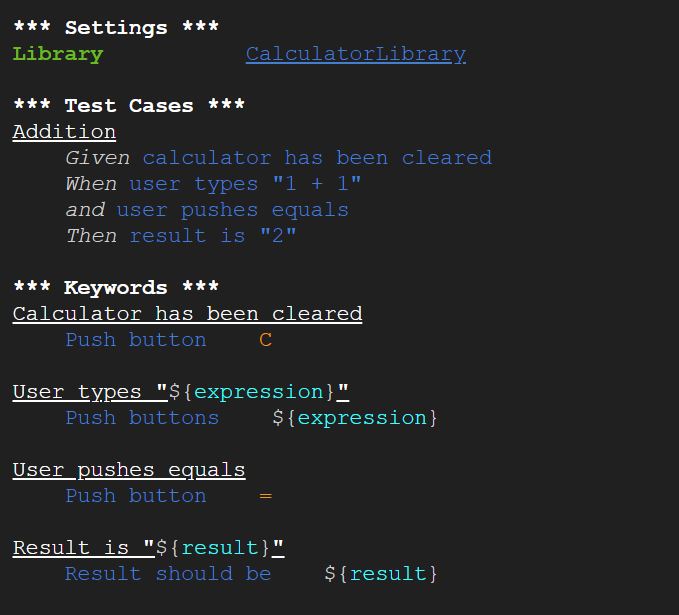 *** Settings ***
Library           CalculatorLibrary

*** Test Cases ***
Addition
    Given calculator has been cleared
    When user types "1 + 1"
    and user pushes equals
    Then result is "2"

*** Keywords ***
Calculator has been cleared
    Push button    C

User types "${expression}"
    Push buttons    ${expression}

User pushes equals
    Push button    =

Result is "${result}"
    Result should be    ${result}